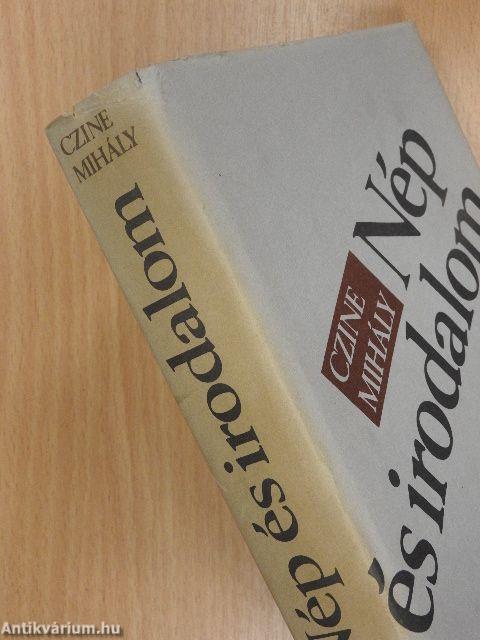 CZINE
MIHÁLY
Nép és irodalom
CZINE
MIHÁLY
Nép
és irodalom
Antikvárium.hu